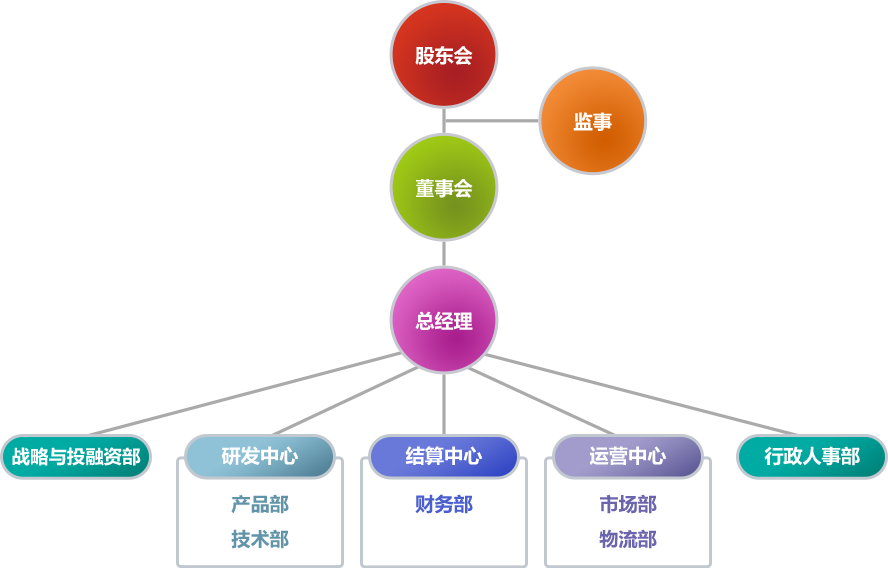 股东会
监事
董事会
总经理
战略与投融资部
研发中心
结算中心
运营中心
行政人事部
产品部
财务部
市场部
技术部
物流部